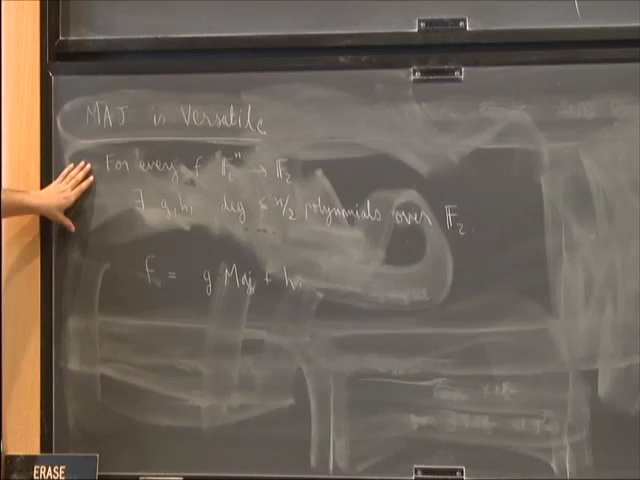 MAJ is Versatile
For every f 𝔽₂ⁿ → 𝔽₂
∃ g, h, deg ≤ n/2 polynomials over 𝔽₂.
f = g Maj + h.
ERASE